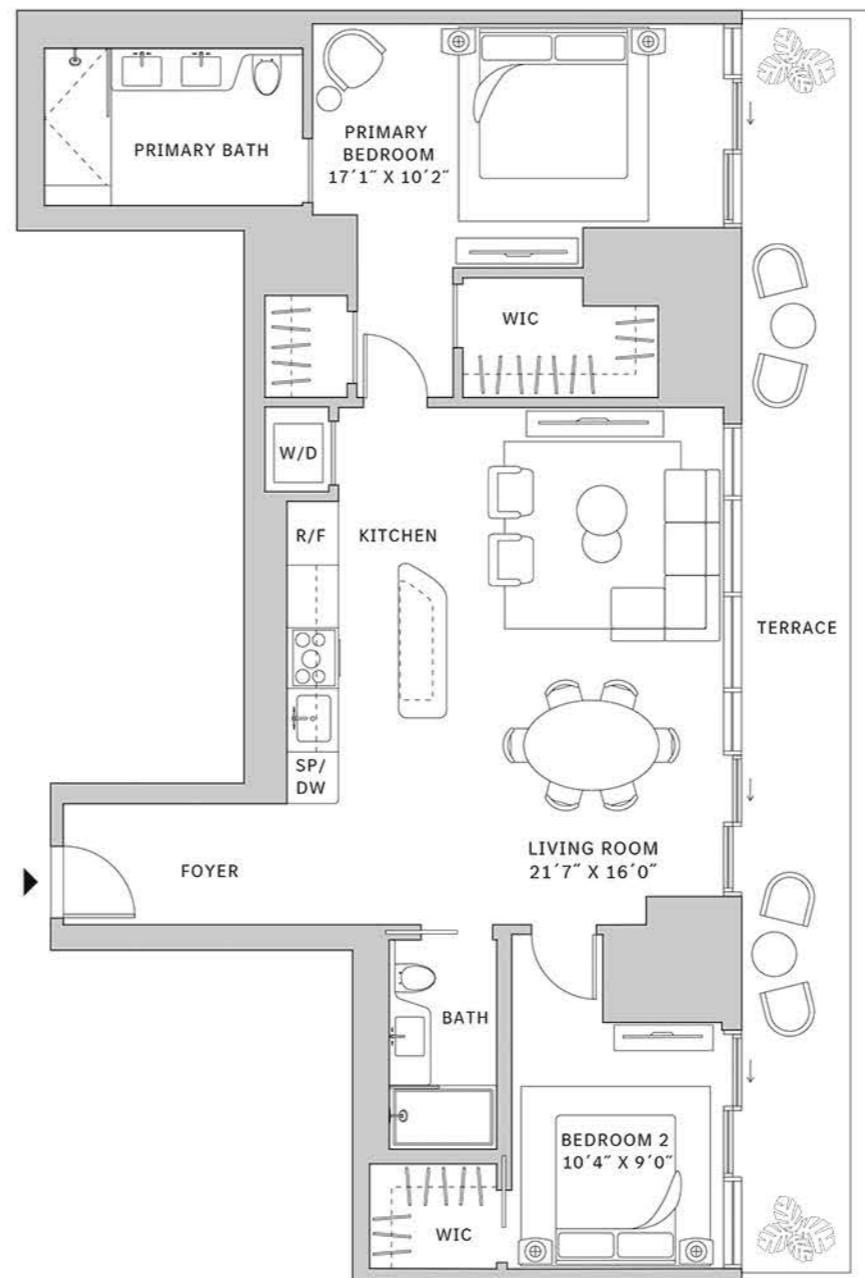 PRIMARY BATH
PRIMARY
BEDROOM
17´1˝ X 10´2˝
WIC
W/D
R/F
KITCHEN
TERRACE
SP/
DW
LIVING ROOM
21´7˝ X 16´0˝
FOYER
BATH
BEDROOM 2
10´4˝ X 9´0˝
WIC